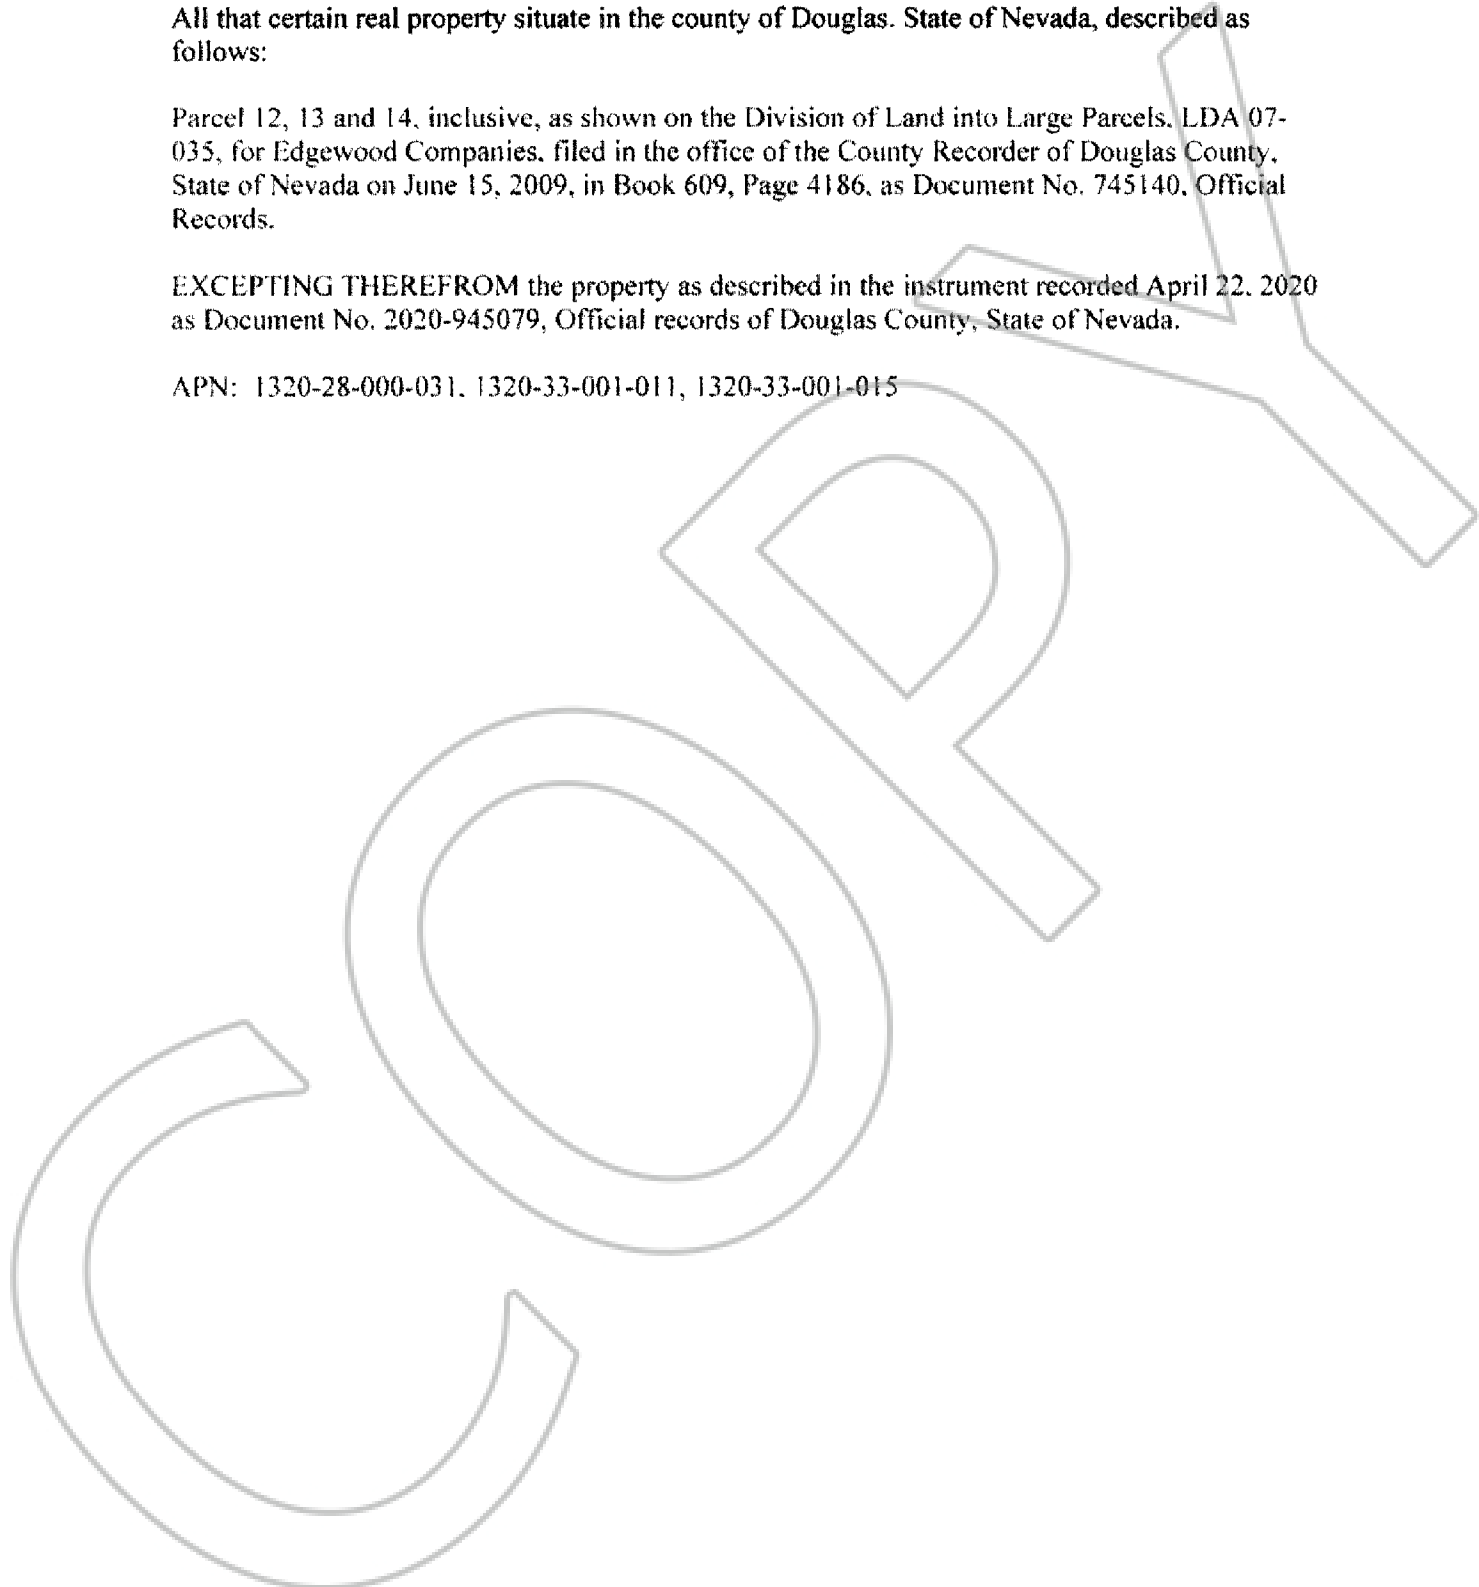 All that certain real property situate in the county of Douglas. State of Nevada, described as
follows:
Parcel 12, 13 and 14, inclusive, as shown on the Division of Land into Large Parcels, LDA 07-
035, for Edgewood Companies, filed in the office of the County Recorder of Douglas County,
State of Nevada on June 15, 2009, in Book 609, Page 4186, as Document No. 745140, Official
Records.
EXCEPTING THEREFROM the property as described in the instrument recorded April 22, 2020
as Document No. 2020-945079, Official records of Douglas County, State of Nevada.
APN: 1320-28-000-031, 1320-33-001-011, 1320-33-001-015
COPY